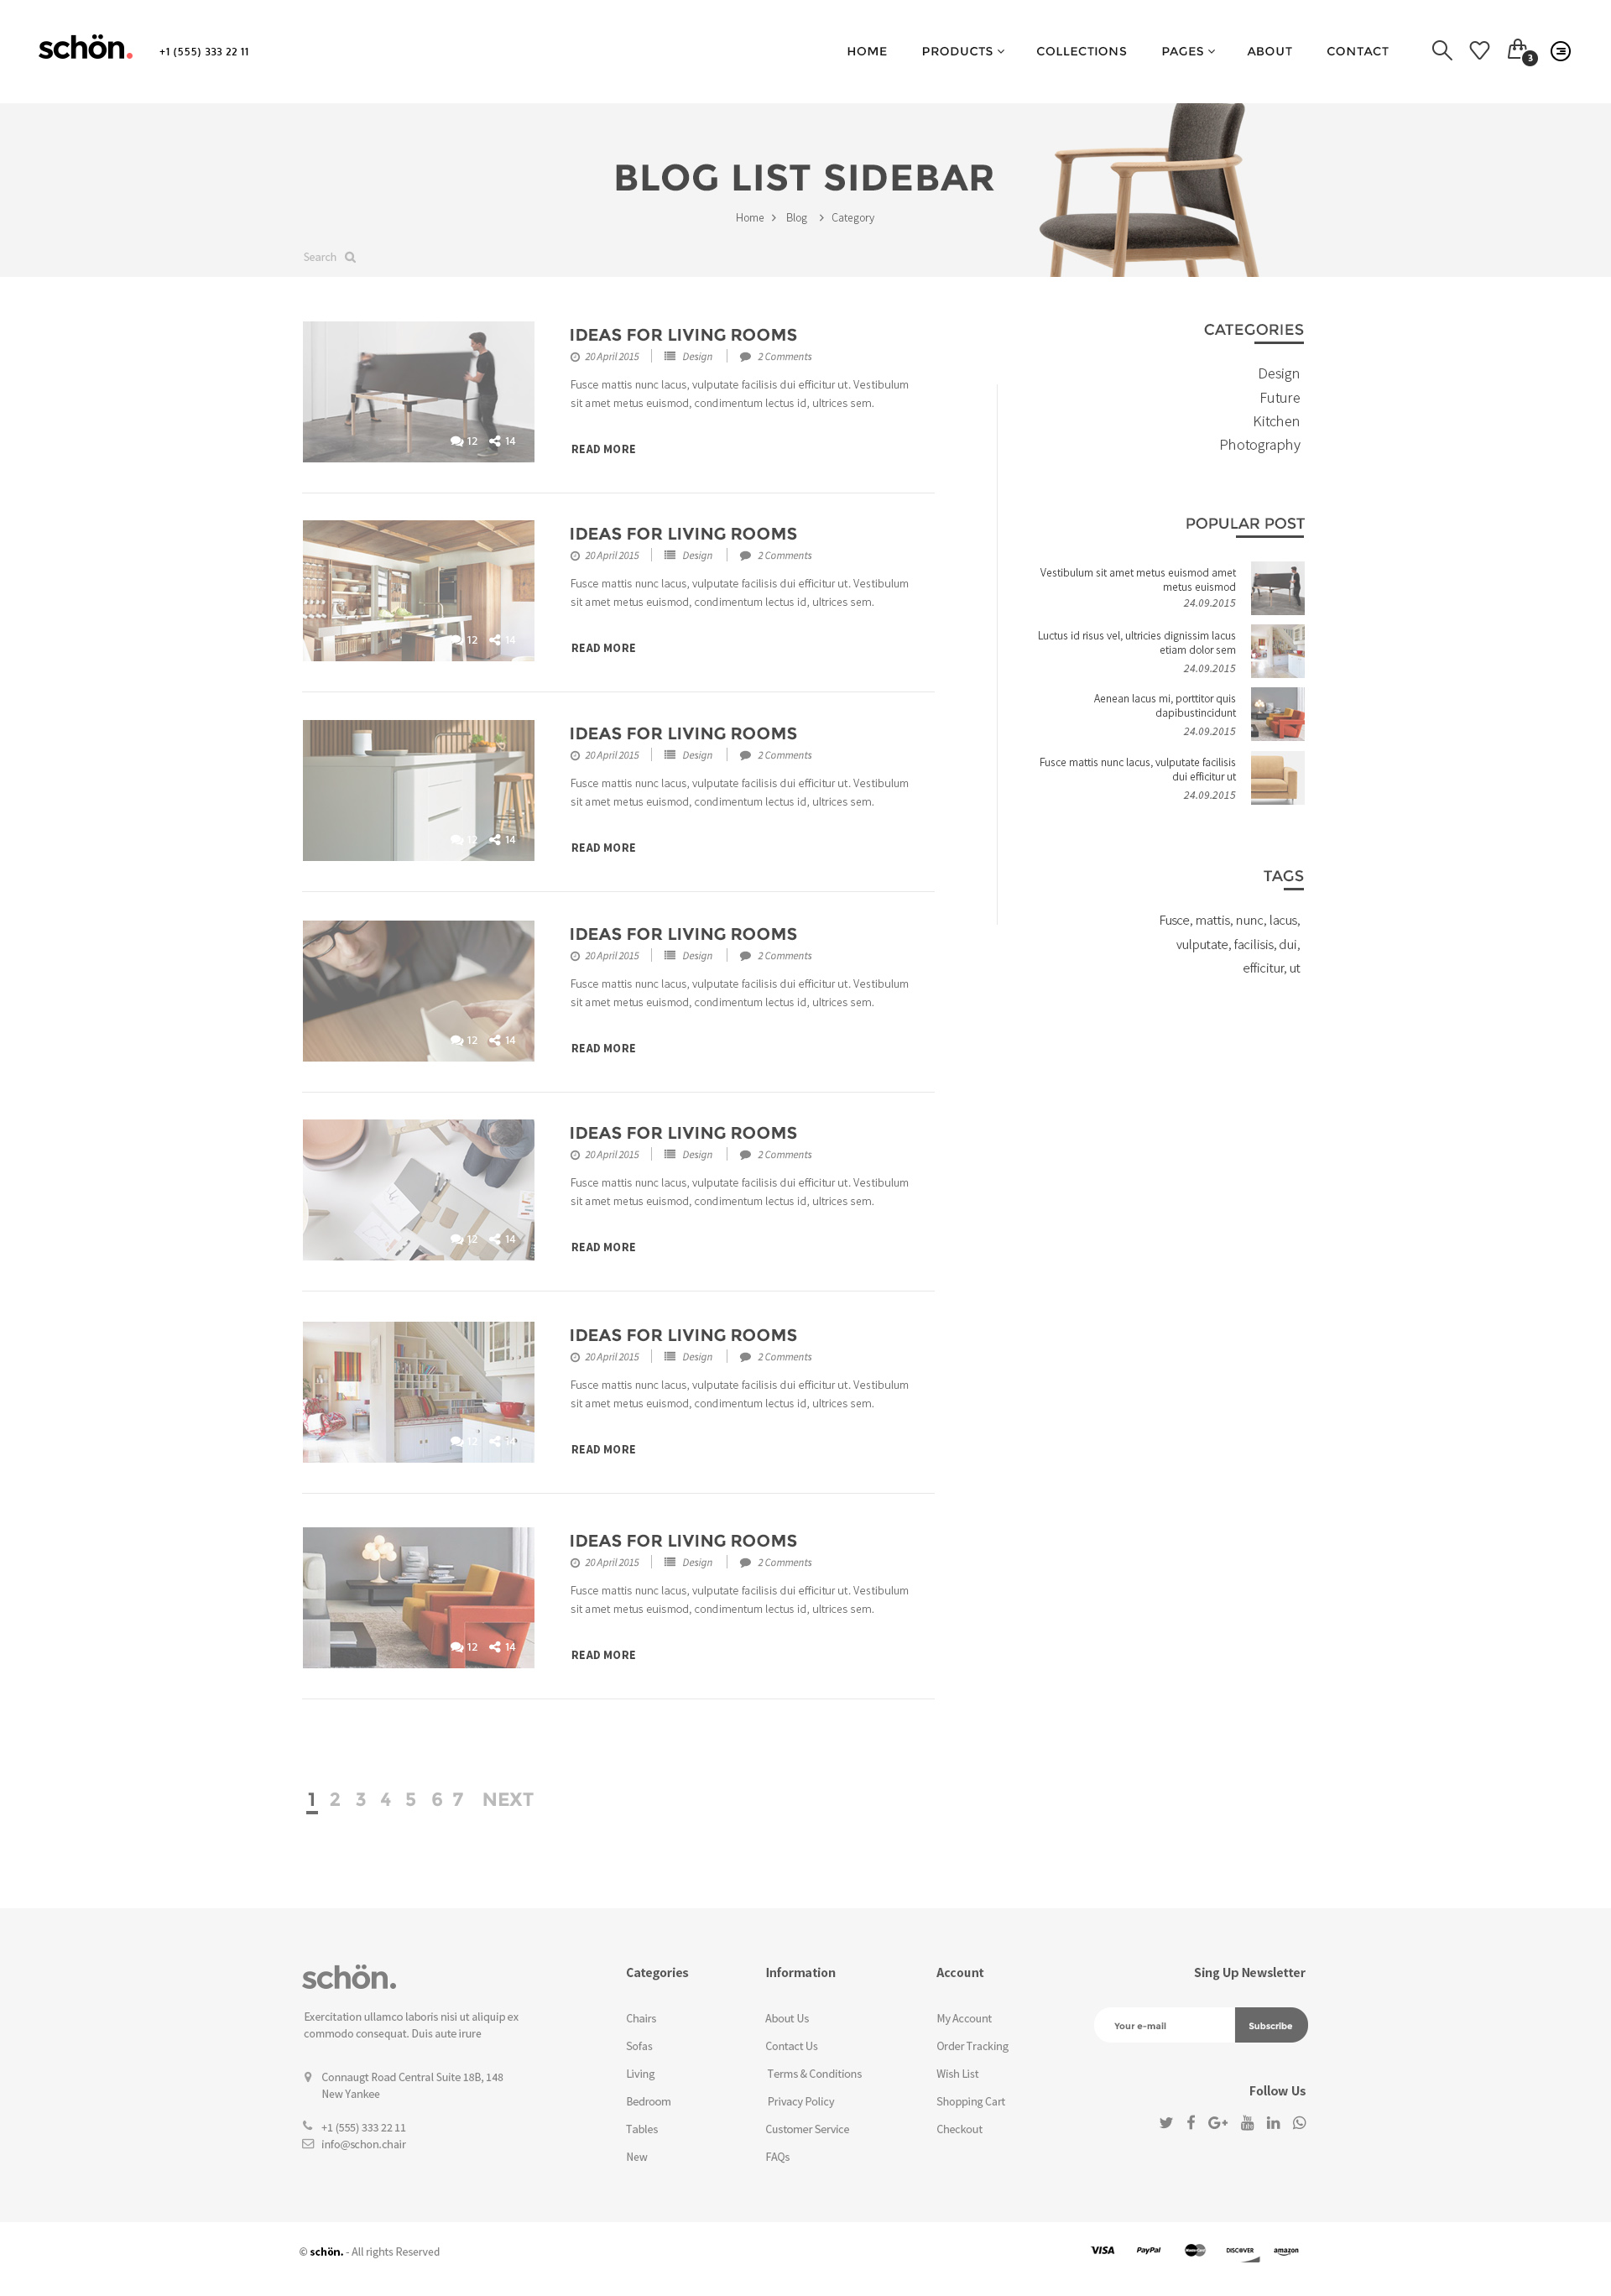 schön.
+1 (555) 333 22 11
HOME PRODUCTS COLLECTIONS PAGES ABOUT CONTACT
3
BLOG LIST SIDEBAR
Home > Blog > Category
Search
IDEAS FOR LIVING ROOMS
20 April 2015 Design 2 Comments
Fusce mattis nunc lacus, vulputate facilisis dui efficitur ut. Vestibulum
sit amet metus euismod, condimentum lectus id, ultrices sem.
12 14
READ MORE
IDEAS FOR LIVING ROOMS
20 April 2015 Design 2 Comments
Fusce mattis nunc lacus, vulputate facilisis dui efficitur ut. Vestibulum
sit amet metus euismod, condimentum lectus id, ultrices sem.
12 14
READ MORE
IDEAS FOR LIVING ROOMS
20 April 2015 Design 2 Comments
Fusce mattis nunc lacus, vulputate facilisis dui efficitur ut. Vestibulum
sit amet metus euismod, condimentum lectus id, ultrices sem.
12 14
READ MORE
IDEAS FOR LIVING ROOMS
20 April 2015 Design 2 Comments
Fusce mattis nunc lacus, vulputate facilisis dui efficitur ut. Vestibulum
sit amet metus euismod, condimentum lectus id, ultrices sem.
12 14
READ MORE
IDEAS FOR LIVING ROOMS
20 April 2015 Design 2 Comments
Fusce mattis nunc lacus, vulputate facilisis dui efficitur ut. Vestibulum
sit amet metus euismod, condimentum lectus id, ultrices sem.
12 14
READ MORE
IDEAS FOR LIVING ROOMS
20 April 2015 Design 2 Comments
Fusce mattis nunc lacus, vulputate facilisis dui efficitur ut. Vestibulum
sit amet metus euismod, condimentum lectus id, ultrices sem.
12 14
READ MORE
IDEAS FOR LIVING ROOMS
20 April 2015 Design 2 Comments
Fusce mattis nunc lacus, vulputate facilisis dui efficitur ut. Vestibulum
sit amet metus euismod, condimentum lectus id, ultrices sem.
12 14
READ MORE
1 2 3 4 5 6 7 NEXT
CATEGORIES
Design
Future
Kitchen
Photography
POPULAR POST
Vestibulum sit amet metus euismod amet
metus euismod
24.09.2015
Luctus id risus vel, ultricies dignissim lacus
etiam dolor sem
24.09.2015
Aenean lacus mi, porttitor quis
dapibustincidunt
24.09.2015
Fusce mattis nunc lacus, vulputate facilisis
dui efficitur ut
24.09.2015
TAGS
Fusce, mattis, nunc, lacus,
vulputate, facilisis, dui,
efficitur, ut
schön.
Exercitation ullamco laboris nisi ut aliquip ex
commodo consequat. Duis aute irure
Connaugt Road Central Suite 18B, 148
New Yankee
+1 (555) 333 22 11
info@schon.chair
Categories
Chairs
Sofas
Living
Bedroom
Tables
New
Information
About Us
Contact Us
Terms & Conditions
Privacy Policy
Customer Service
FAQs
Account
My Account
Order Tracking
Wish List
Shopping Cart
Checkout
Sing Up Newsletter
Your e-mail Subscribe
Follow Us
© schön. - All rights Reserved
VISA PayPal DISCOVER amazon